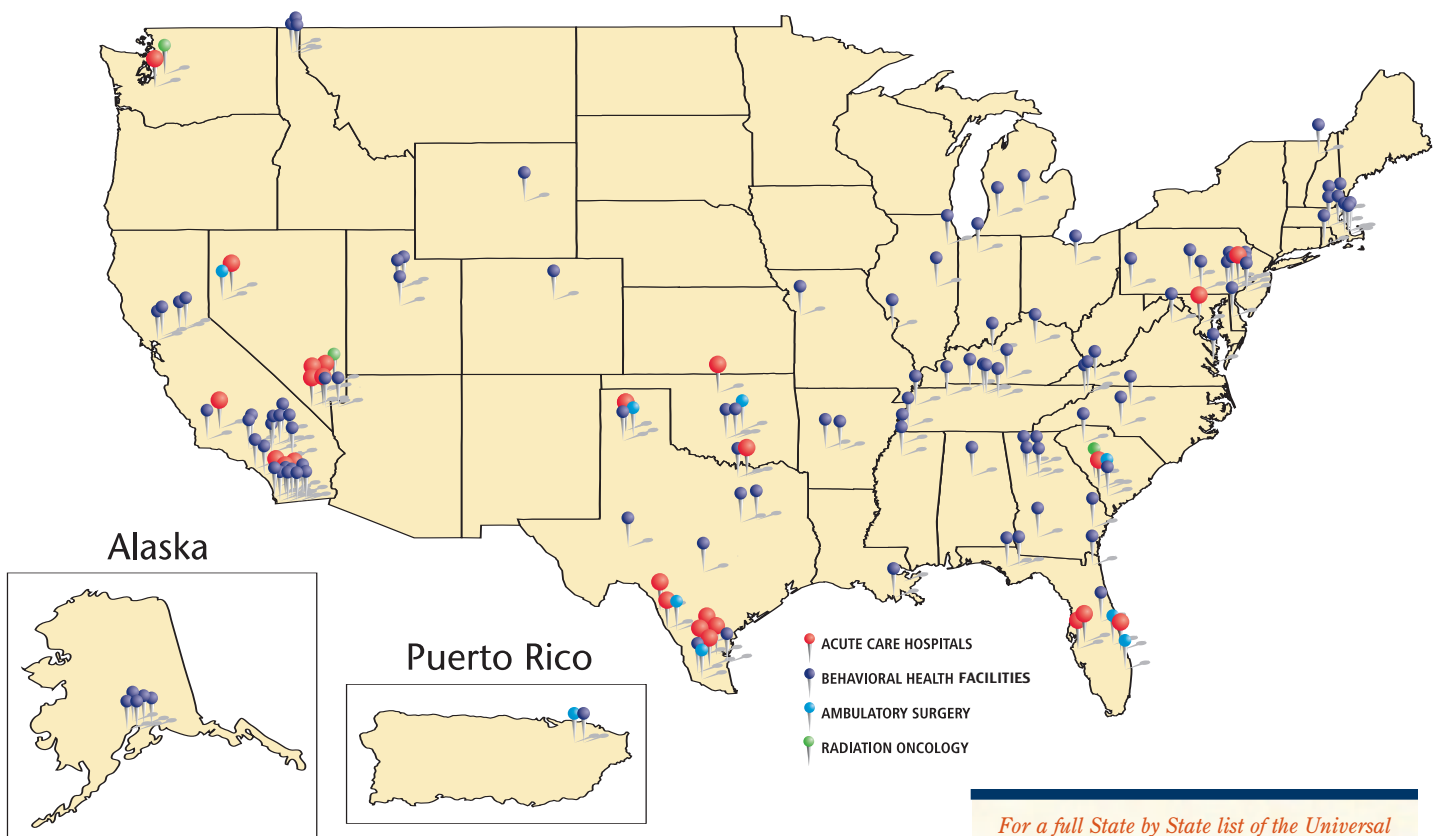 Alaska
Puerto Rico
ACUTE CARE HOSPITALS
BEHAVIORAL HEALTH FACILITIES
AMBULATORY SURGERY
RADIATION ONCOLOGY
For a full State by State list of the Universal